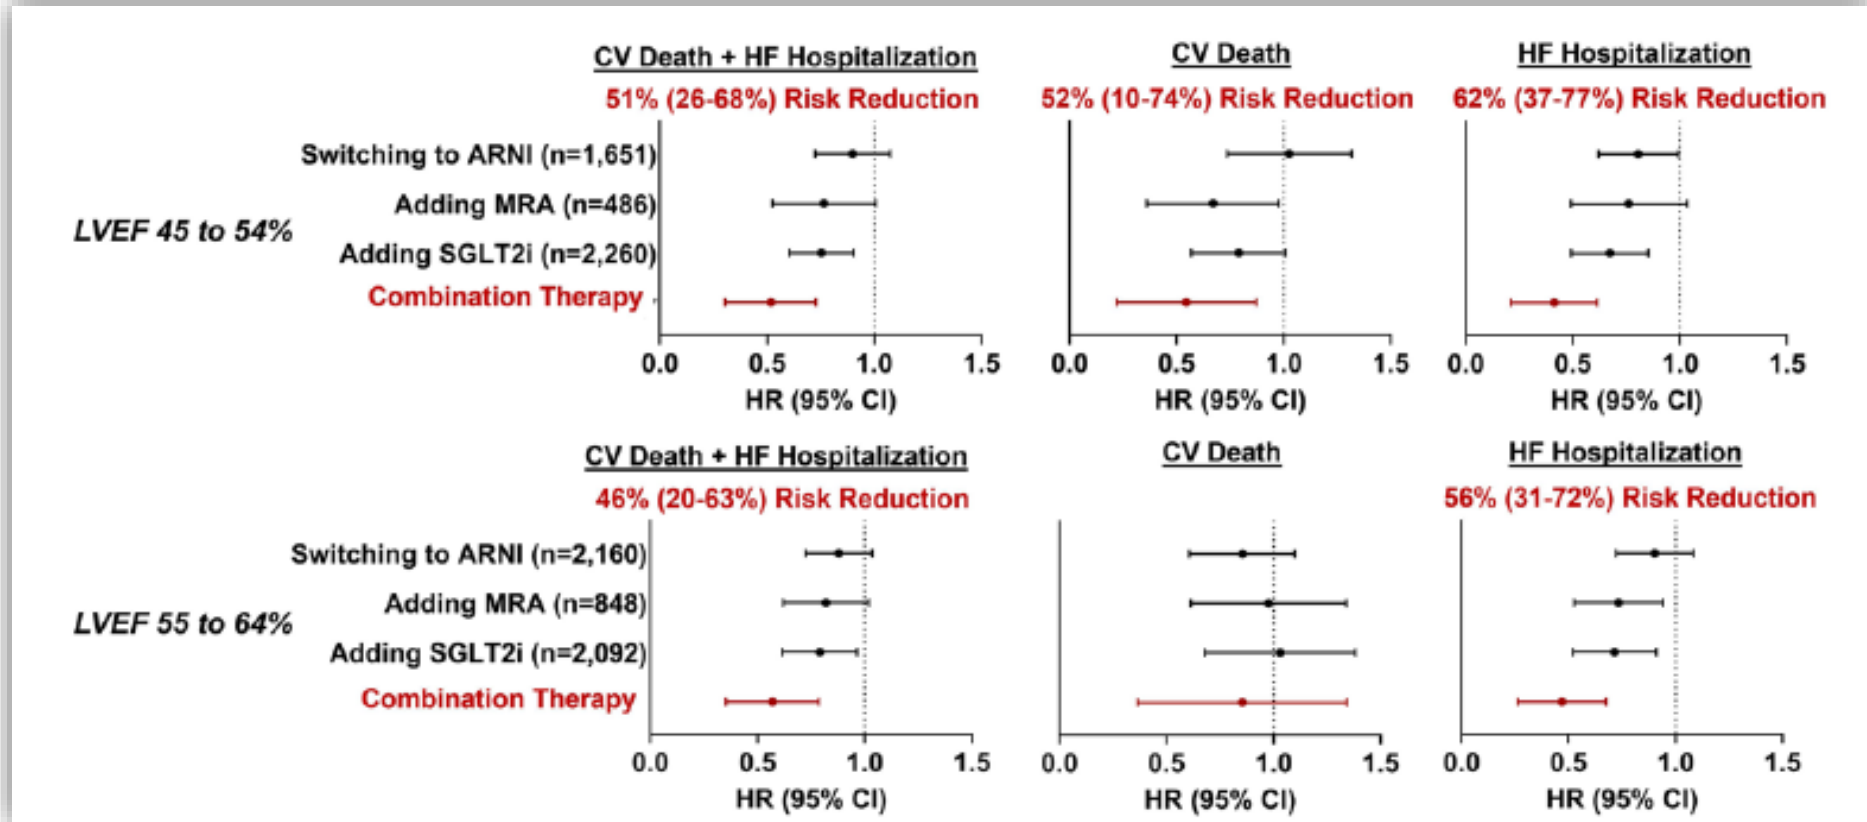 CV Death + HF Hospitalization
51% (26-68%) Risk Reduction
CV Death
52% (10-74%) Risk Reduction
HF Hospitalization
62% (37-77%) Risk Reduction
LVEF 45 to 54%
Switching to ARNI (n=1,651)
Adding MRA (n=486)
Adding SGLT2i (n=2,260)
Combination Therapy
0.0 0.5 1.0 1.5
HR (95% CI)
0.0 0.5 1.0 1.5
HR (95% CI)
0.0 0.5 1.0 1.5
HR (95% CI)
CV Death + HF Hospitalization
46% (20-63%) Risk Reduction
CV Death
HF Hospitalization
56% (31-72%) Risk Reduction
LVEF 55 to 64%
Switching to ARNI (n=2,160)
Adding MRA (n=848)
Adding SGLT2i (n=2,092)
Combination Therapy
0.0 0.5 1.0 1.5
HR (95% CI)
0.0 0.5 1.0 1.5
HR (95% CI)
0.0 0.5 1.0 1.5
HR (95% CI)